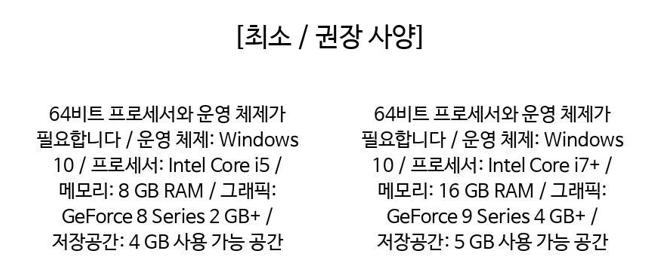 [최소 / 권장 사양]
64비트 프로세서와 운영 체제가
필요합니다 / 운영 체제: Windows
10 / 프로세서: Intel Core i5 /
메모리: 8 GB RAM / 그래픽:
GeForce 8 Series 2 GB+ /
저장공간: 4 GB 사용 가능 공간
64비트 프로세서와 운영 체제가
필요합니다 / 운영 체제: Windows
10 / 프로세서: Intel Core i7+ /
메모리: 16 GB RAM / 그래픽:
GeForce 9 Series 4 GB+ /
저장공간: 5 GB 사용 가능 공간